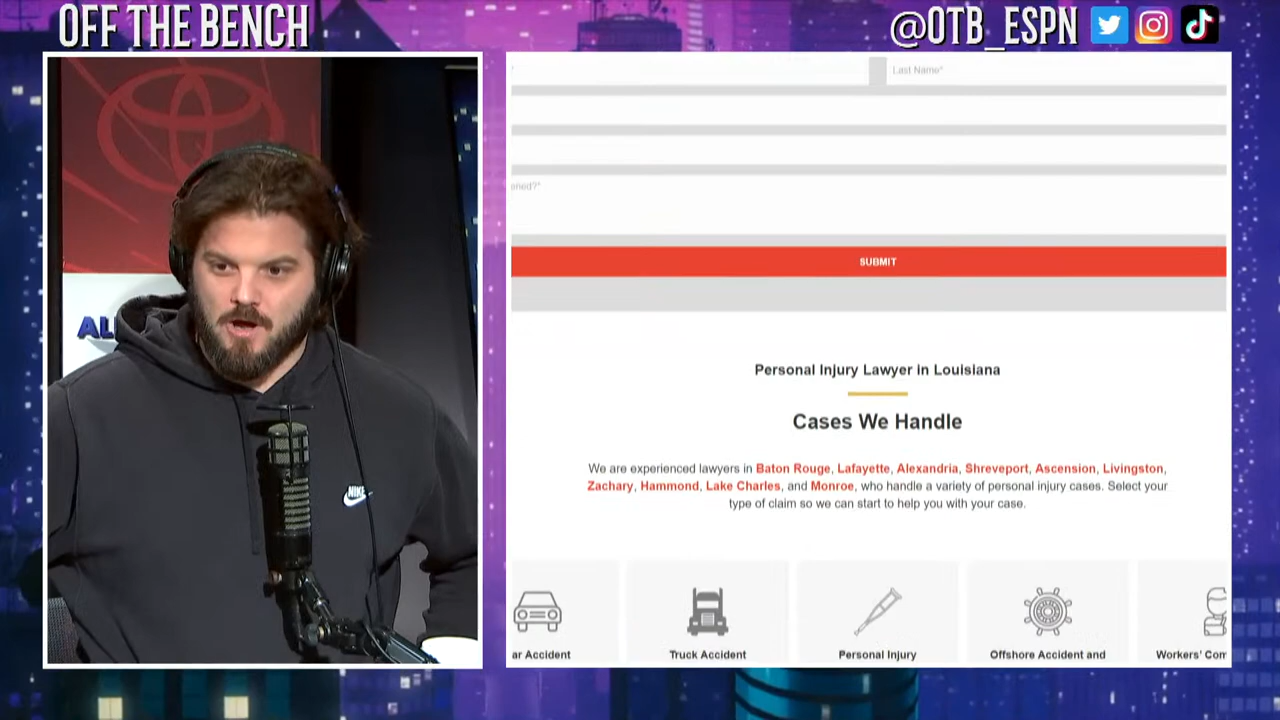 OFF THE BENCH
@OTB_ESPN
Last Name*
SUBMIT
Personal Injury Lawyer in Louisiana
Cases We Handle
We are experienced lawyers in Baton Rouge, Lafayette, Alexandria, Shreveport, Ascension, Livingston,
Zachary, Hammond, Lake Charles, and Monroe, who handle a variety of personal injury cases. Select your
type of claim so we can start to help you with your case.
ar Accident
Truck Accident
Personal Injury
Offshore Accident and
Workers' Com
AL
NIKE